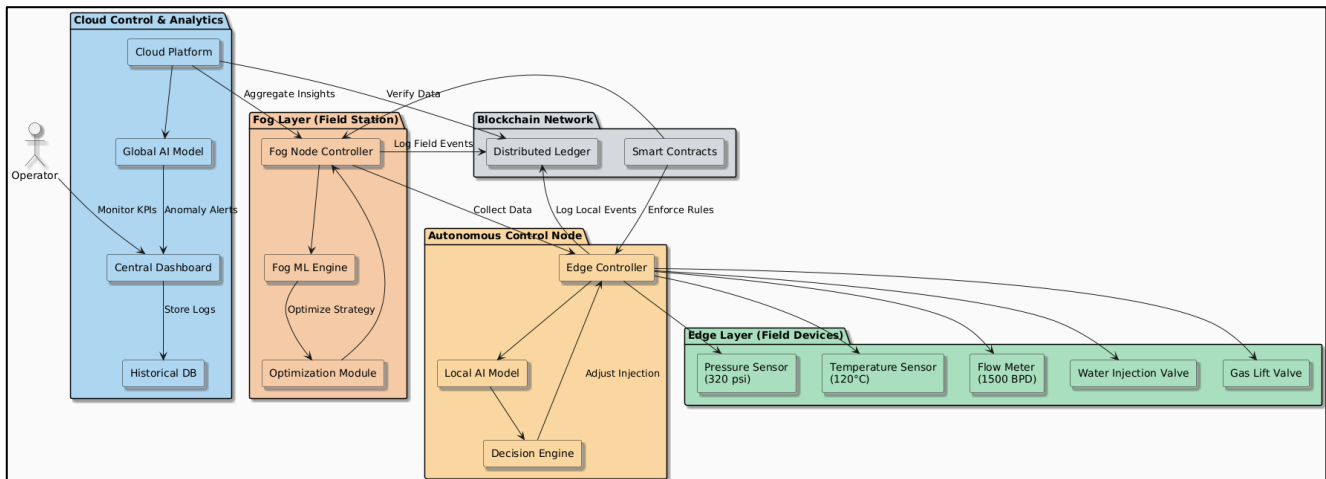 Cloud Control & Analytics
Cloud Platform
Aggregate Insights
Verify Data
Fog Layer (Field Station)
Blockchain Network
Global AI Model
Fog Node Controller
Log Field Events
Distributed Ledger
Smart Contracts
Operator
Monitor KPIs
Anomaly Alerts
Collect Data
Log Local Events
Enforce Rules
Autonomous Control Node
Central Dashboard
Fog ML Engine
Edge Controller
Store Logs
Optimize Strategy
Edge Layer (Field Devices)
Historical DB
Optimization Module
Local AI Model
Adjust Injection
Pressure Sensor
(320 psi)
Temperature Sensor
(120°C)
Flow Meter
(1500 BPD)
Water Injection Valve
Gas Lift Valve
Decision Engine